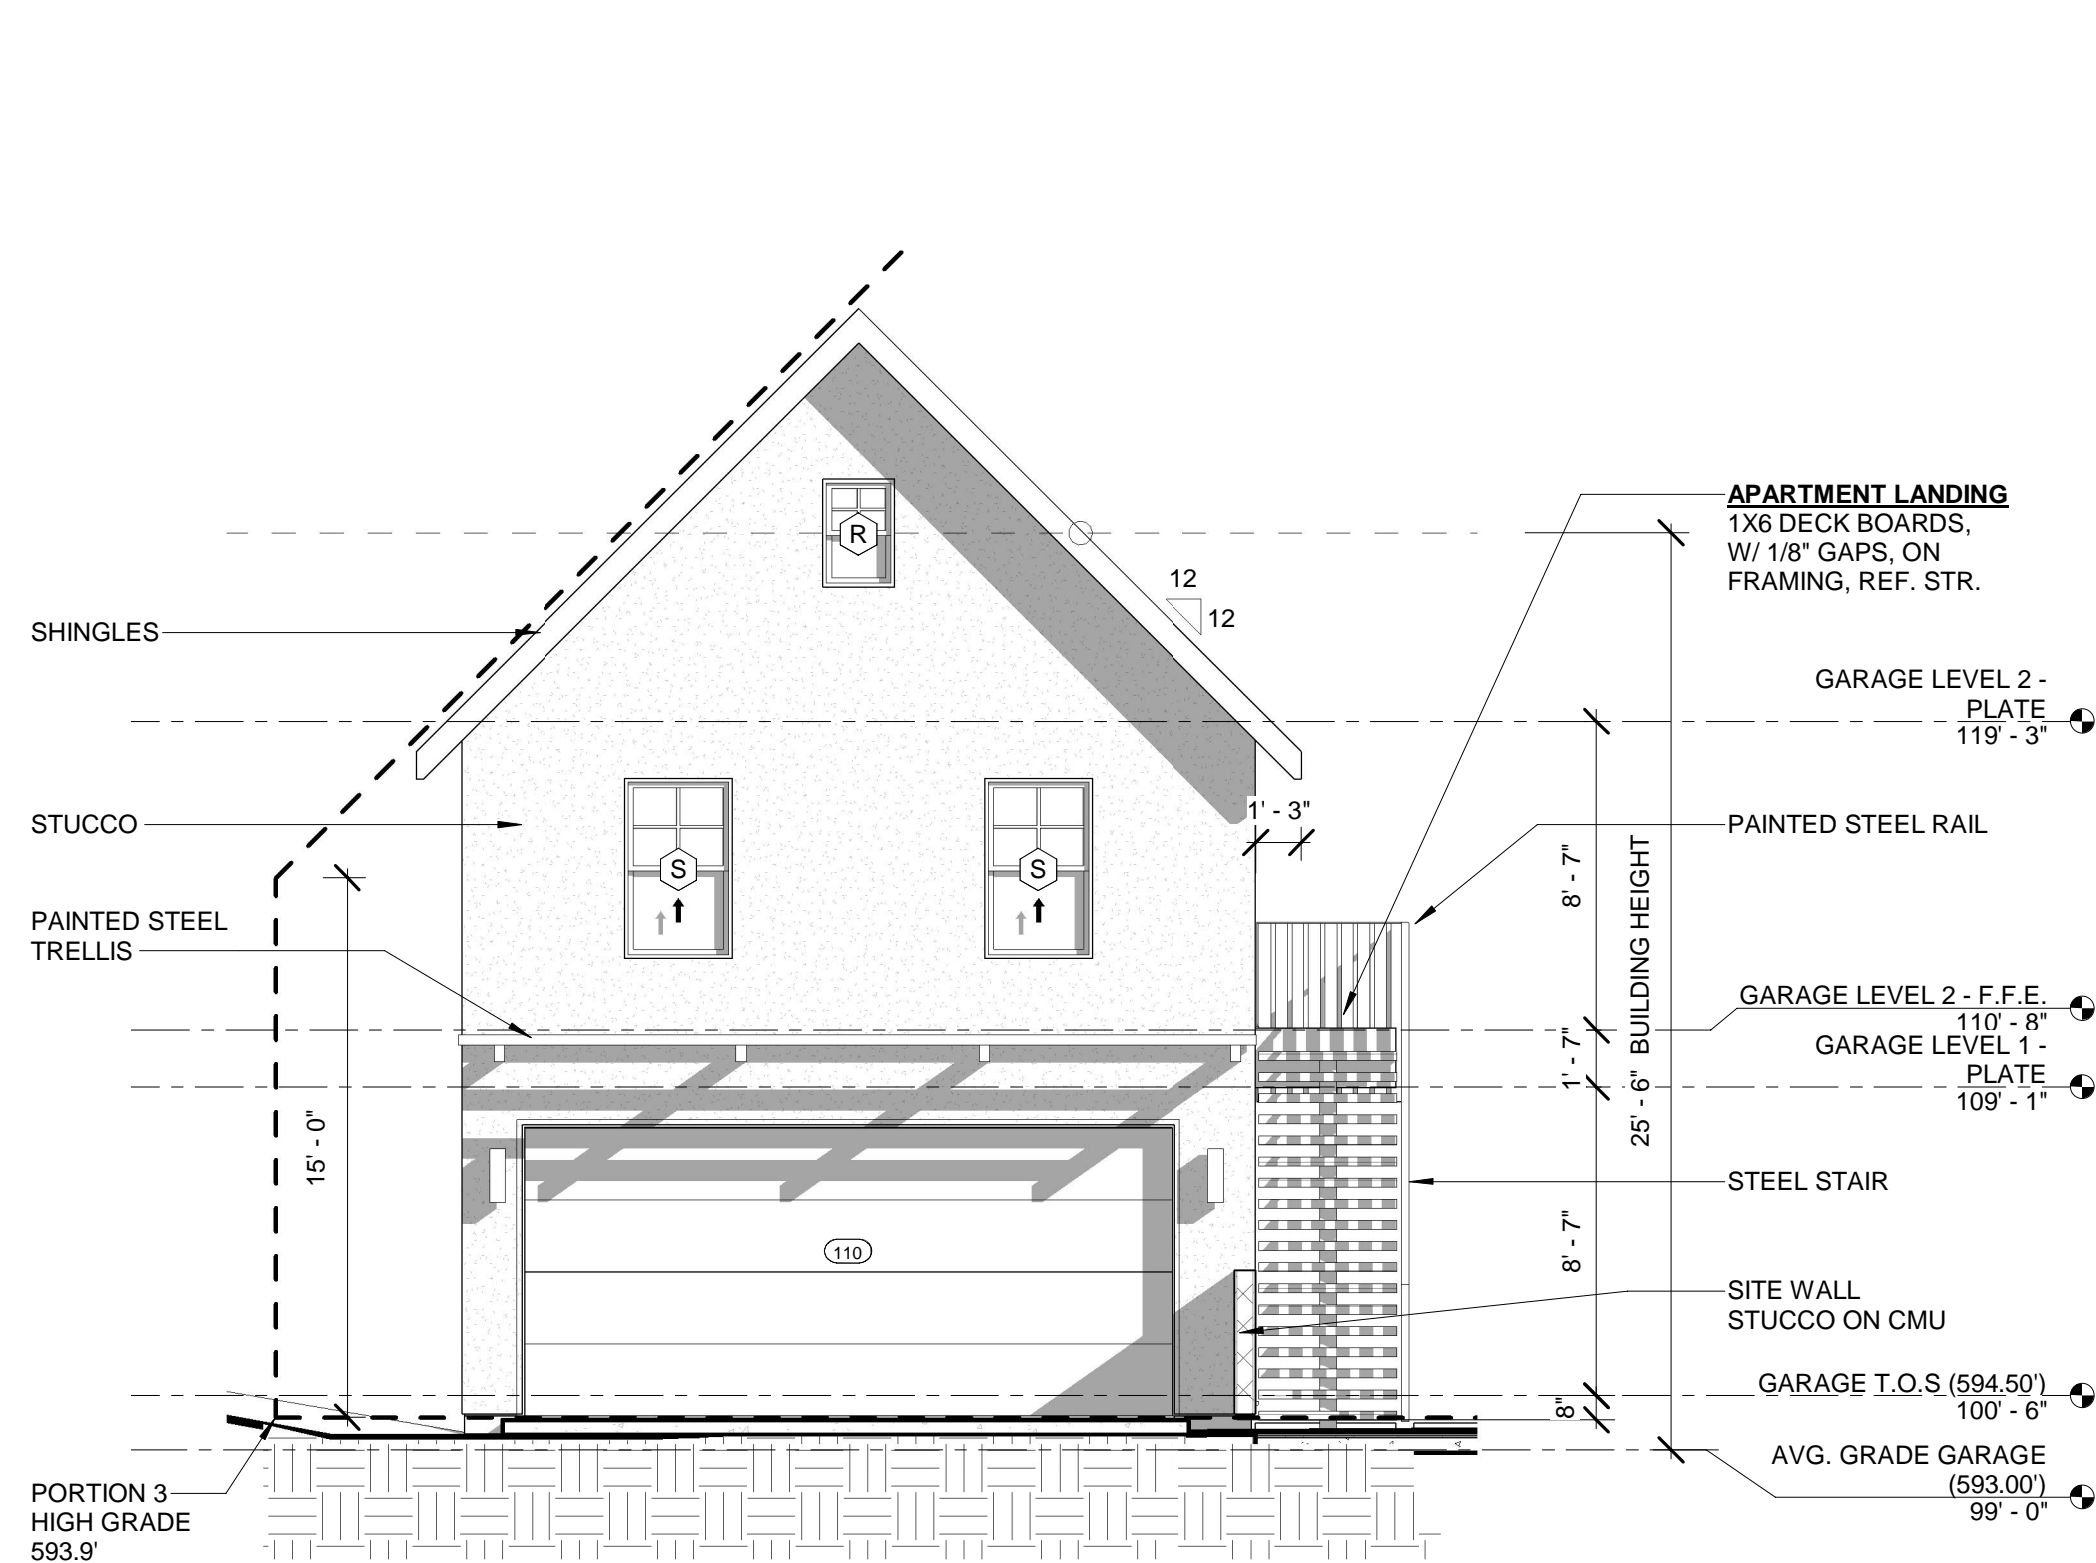 SHINGLES
STUCCO
PAINTED STEEL
TRELLIS
15' - 0"
PORTION 3
HIGH GRADE
593.9'
R
S
S
110
12
12
1' - 3"
8' - 7"
1' - 7"
8' - 7"
8"
25' - 6" BUILDING HEIGHT
APARTMENT LANDING
1X6 DECK BOARDS,
W/ 1/8" GAPS, ON
FRAMING, REF. STR.
GARAGE LEVEL 2 -
PLATE
119' - 3"
PAINTED STEEL RAIL
GARAGE LEVEL 2 - F.F.E.
110' - 8"
GARAGE LEVEL 1 -
PLATE
109' - 1"
STEEL STAIR
SITE WALL
STUCCO ON CMU
GARAGE T.O.S (594.50')
100' - 6"
AVG. GRADE GARAGE
(593.00')
99' - 0"